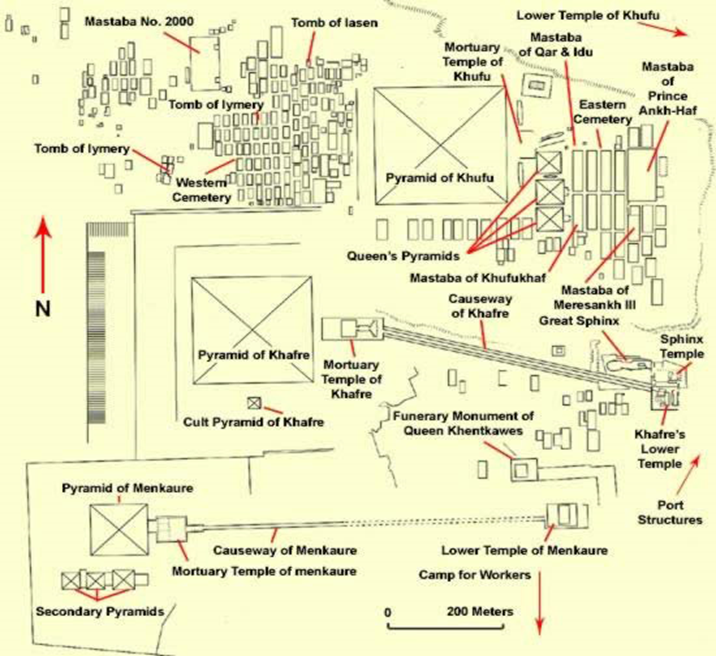 Lower Temple of Khufu
Mastaba No. 2000
Tomb of Iasen
Mastaba
of Qar & Idu
Mortuary
Temple of
Khufu
Mastaba
of
Prince
Ankh-Haf
Eastern
Cemetery
Tomb of Iymery
Tomb of Iymery
Western
Cemetery
Pyramid of Khufu
Queen's Pyramids
Mastaba of Khufukhaf
Mastaba of
Meresankh III
N
Causeway
of Khafre
Great Sphinx
Sphinx
Temple
Pyramid of Khafre
Mortuary
Temple of
Khafre
Cult Pyramid of Khafre
Funerary Monument of
Queen Khentkawes
Khafre's
Lower
Temple
Port
Structures
Pyramid of Menkaure
Causeway of Menkaure
Mortuary Temple of menkaure
Lower Temple of Menkaure
Camp for Workers
Secondary Pyramids
0 200 Meters